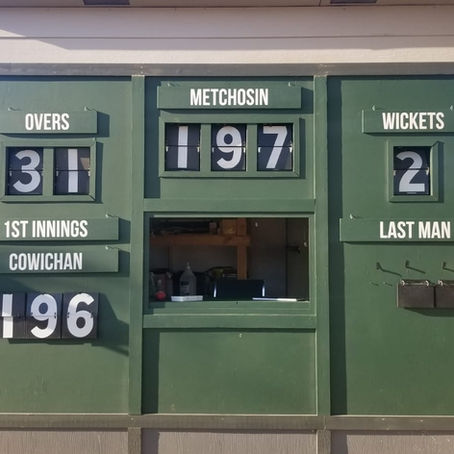 OVERS
31
METCHOSIN
197
WICKETS
2
1ST INNINGS
COWICHAN
196
LAST MAN